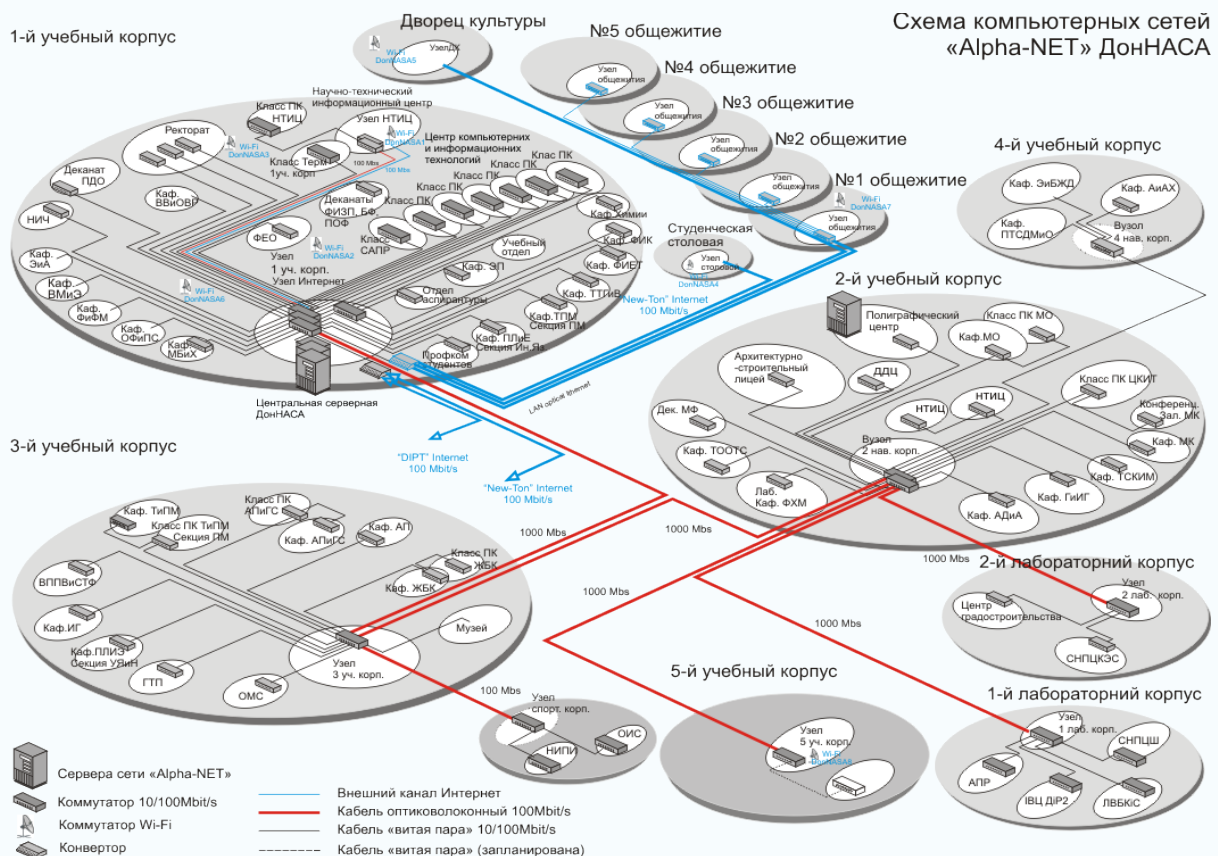 Схема компьютерных сетей
«Alpha-NET» ДонНАСА
1-й учебный корпус
Научно-технический
информационный центр
Класс ПК
НТИЦ
Узел НТИЦ
Wi-Fi
DonNASA1
Ректорат
Wi-Fi
DonNASA3
Класс Терм
1уч. корп
100 Mbs
100 Mbs
Центр компьютерных
и информационных
технологий
Деканат
ПДО
Каф.
ВВиОВР
НИЧ
Деканаты
ФИЗП, БФ,
ПОФ
Класс ПК
Класс ПК
Класс ПК
Класс ПК
Клас ПК
Класс
САПР
ФЕО
Wi-Fi
DonNASA2
Узел
1 уч. корп.
Узел Интернет
Каф.
ЭиА
Каф.
ВМиЭ
Каф.
ФиФМ
Каф.
ОФиПС
Каф.
МБиХ
Wi-Fi
DonNASA6
Каф.Химии
Каф. ФИК
Каф. ФИЕТ
Каф. ТТГиВ
Каф.ТПМ
Секция ПМ
Каф. ПЛиЕ
Секция Ин.Яз.
Учебный
отдел
Каф. ЭП
Отдел
аспирантуры
Профком
студентов
Центральная серверная
ДонНАСА
Дворец культуры
Wi-Fi
DonNASA5
УзелДК
№5 общежитие
Узел
общежития
№4 общежитие
Узел
общежития
№3 общежитие
Узел
общежития
№2 общежитие
Узел
общежития
№1 общежитие
Узел
общежития
Wi-Fi
DonNASA7
Студенческая
столовая
Узел
столовой
Wi-Fi
DonNASA4
"New-Ton" Internet
100 Mbit/s
LAN optical Ithernet
"DIPT" Internet
100 Mbit/s
"New-Ton" Internet
100 Mbit/s
4-й учебный корпус
Каф. ЭиБЖД
Каф. АиАХ
Каф.
ПТСДМиО
Вузол
4 нав. корп.
2-й учебный корпус
Полиграфический
центр
Класс ПК МО
Каф.МО
Архитектурно
-строительный
лицей
ДДЦ
НТИЦ
НТИЦ
Класс ПК ЦКИТ
Конференц.
Зал. МК
Каф. МК
Каф. ТСКИМ
Каф. ГиИГ
Каф. АДиА
Дек. МФ
Каф. ТООТС
Лаб.
Каф. ФХМ
Вузол
2 нав. корп.
3-й учебный корпус
Каф.ТиПМ
Класс ПК ТиПМ
Секция ПМ
Класс ПК
АПиГС
Каф. АПиГС
Каф. АП
Класс ПК
ЖБК
Каф. ЖБК
ВППВиСТФ
Каф.ИГ
Каф.ПЛИЭ
Секция УЯиН
ГТП
ОМС
Музей
Узел
3 уч. корп.
1000 Mbs
1000 Mbs
1000 Mbs
1000 Mbs
1000 Mbs
100 Mbs
Узел
спорт. корп.
НИПИ
ОИС
5-й учебный корпус
Узел
5 уч. корп.
Wi-Fi
2-й лабораторний корпус
Узел
2 лаб. корп.
Центр
градостроительства
СНПЦКЭС
1-й лабораторний корпус
Узел
1 лаб. корп.
СНПЦШ
АПР
ІВЦ ДіР2
ЛВБКіС
Сервера сети «Alpha-NET»
Коммутатор 10/100Mbit/s
Коммутатор Wi-Fi
Конвертор
Внешний канал Интернет
Кабель оптиковолоконный 100Mbit/s
Кабель «витая пара» 10/100Mbit/s
Кабель «витая пара» (запланирована)